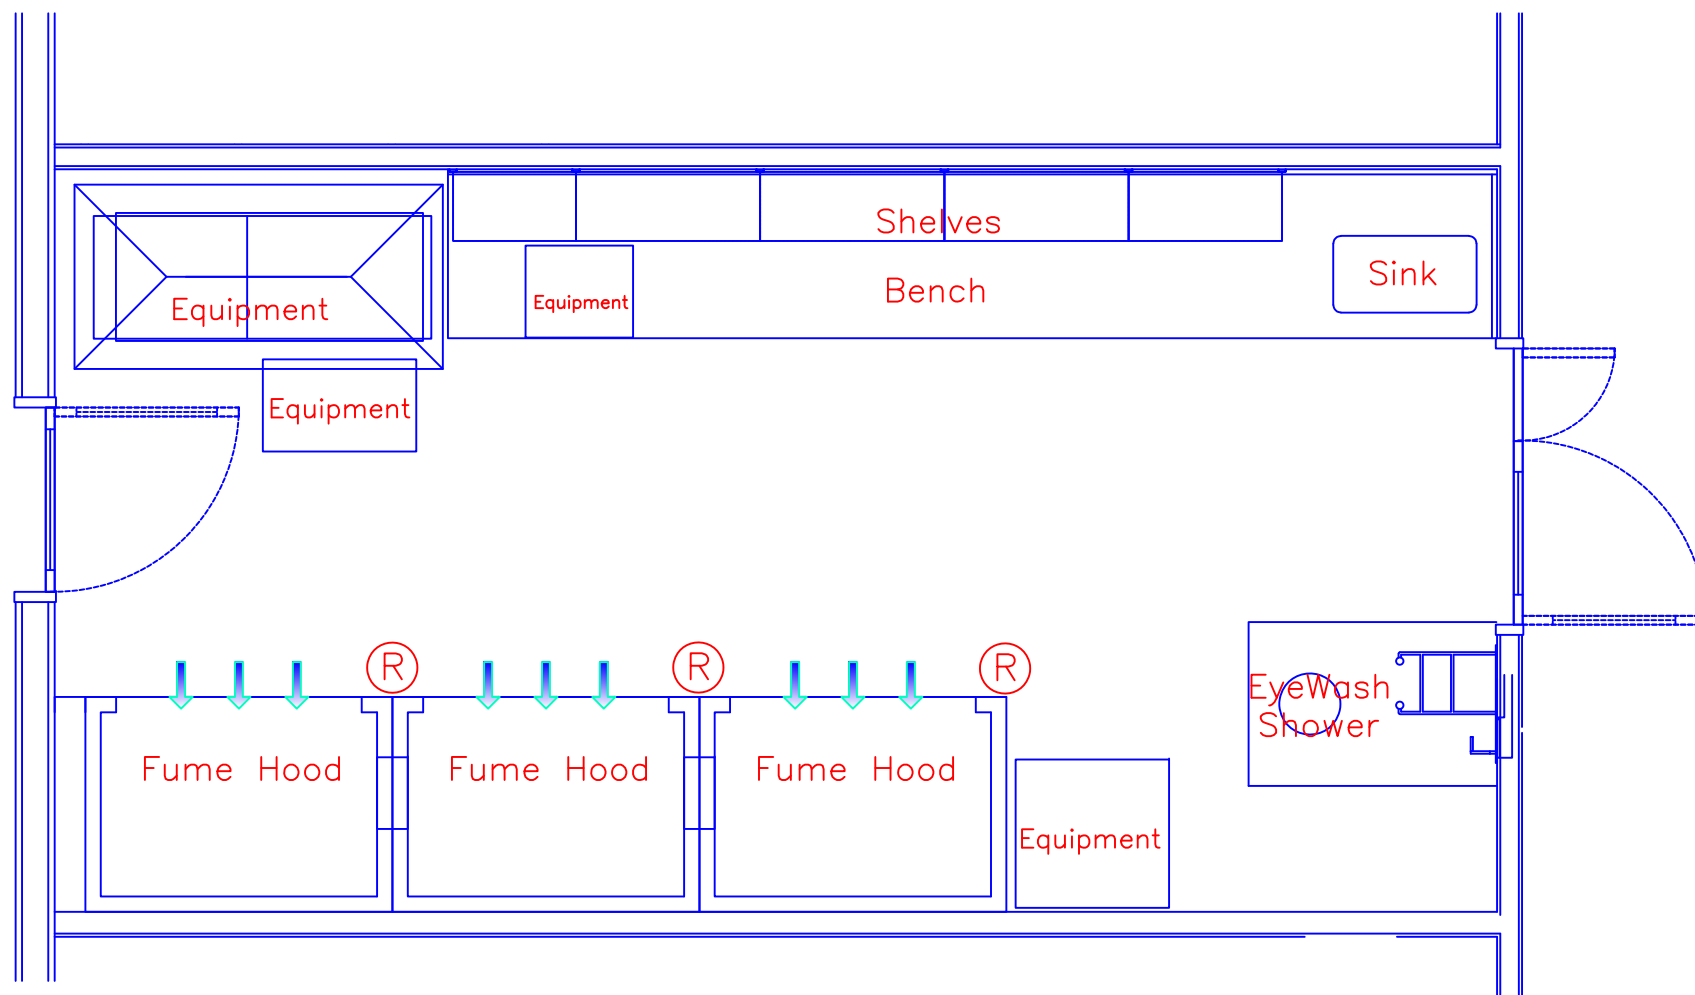 Shelves
Sink
Bench
Equipment
Equipment
Equipment
R
R
R
EyeWash
Shower
Fume Hood
Fume Hood
Fume Hood
Equipment